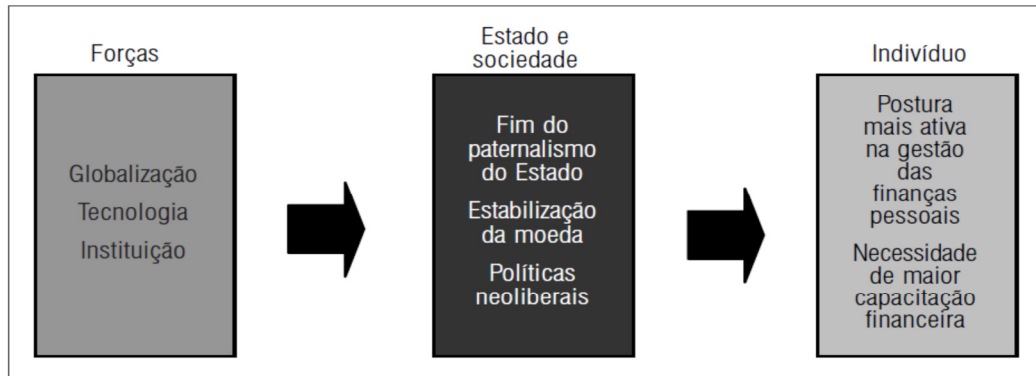 Forças
Globalização
Tecnologia
Instituição
Estado e
sociedade
Fim do
paternalismo
do Estado
Estabilização
da moeda
Políticas
neoliberais
Indivíduo
Postura
mais ativa
na gestão
das
finanças
pessoais
Necessidade
de maior
capacitação
financeira